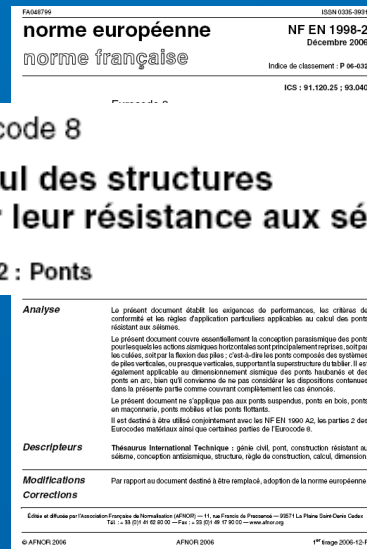 FA048799 ISSN 0335-3931
norme européenne NF EN 1998-2
Décembre 2006
norme française
Indice de classement : P 06-032
ICS : 91.120.25 ; 93.040
Eurocode 8
code 8
ul des structures
r leur résistance aux sé
2 : Ponts
Analyse
Le présent document établit les exigences de performances, les critères de
conformité et les règles d'application particuliers applicables au calcul des ponts
résistant aux séismes.
Le présent document couvre essentiellement la conception parasismique des ponts
pour lesquels les actions sismiques horizontales sont principalement reprises, soit par
les culées, soit par la flexion des piles ; c'est-à-dire les ponts composés des systèmes
de piles verticales, ou presque verticales, supportant la superstructure du tablier. Il est
également applicable au dimensionnement sismique des ponts haubanés et des
ponts en arc, bien qu'il convienne de ne pas considérer les dispositions contenues
dans la présente partie comme couvrant complètement les cas énoncés.
Le présent document ne s'applique pas aux ponts suspendus, ponts en bois, ponts
en maçonnerie, ponts mobiles et les ponts flottants.
Il est destiné à être utilisé conjointement avec les NF EN 1990 A2, les parties 2 des
Eurocodes matériaux ainsi que certaines parties de l'Eurocode 8.
Descripteurs
Thésaurus International Technique : génie civil, pont, construction résistant au
séisme, conception antisismique, structure, règle de construction, calcul, dimension.
Modifications
Par rapport au document destiné à être remplacé, adoption de la norme européenne
Corrections
Éditée et diffusée par l'Association Française de Normalisation (AFNOR) — 11, rue Francis de Pressensé — 93571 La Plaine Saint-Denis Cedex
Tél. : + 33 (0)1 41 62 80 00 — Fax : + 33 (0)1 49 17 90 00 — www.afnor.org
© AFNOR 2006 AFNOR 2006 1er tirage 2006-12-F